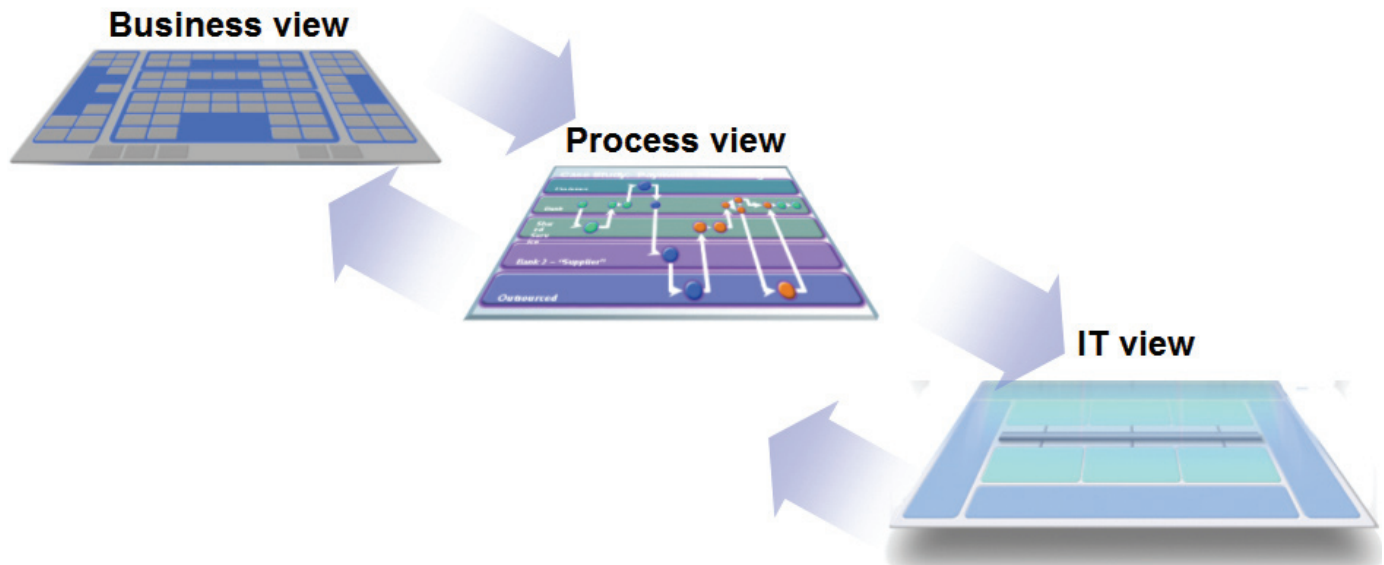 Business view
Process view
Bank 2 – "Supplier"
Outsourced
IT view